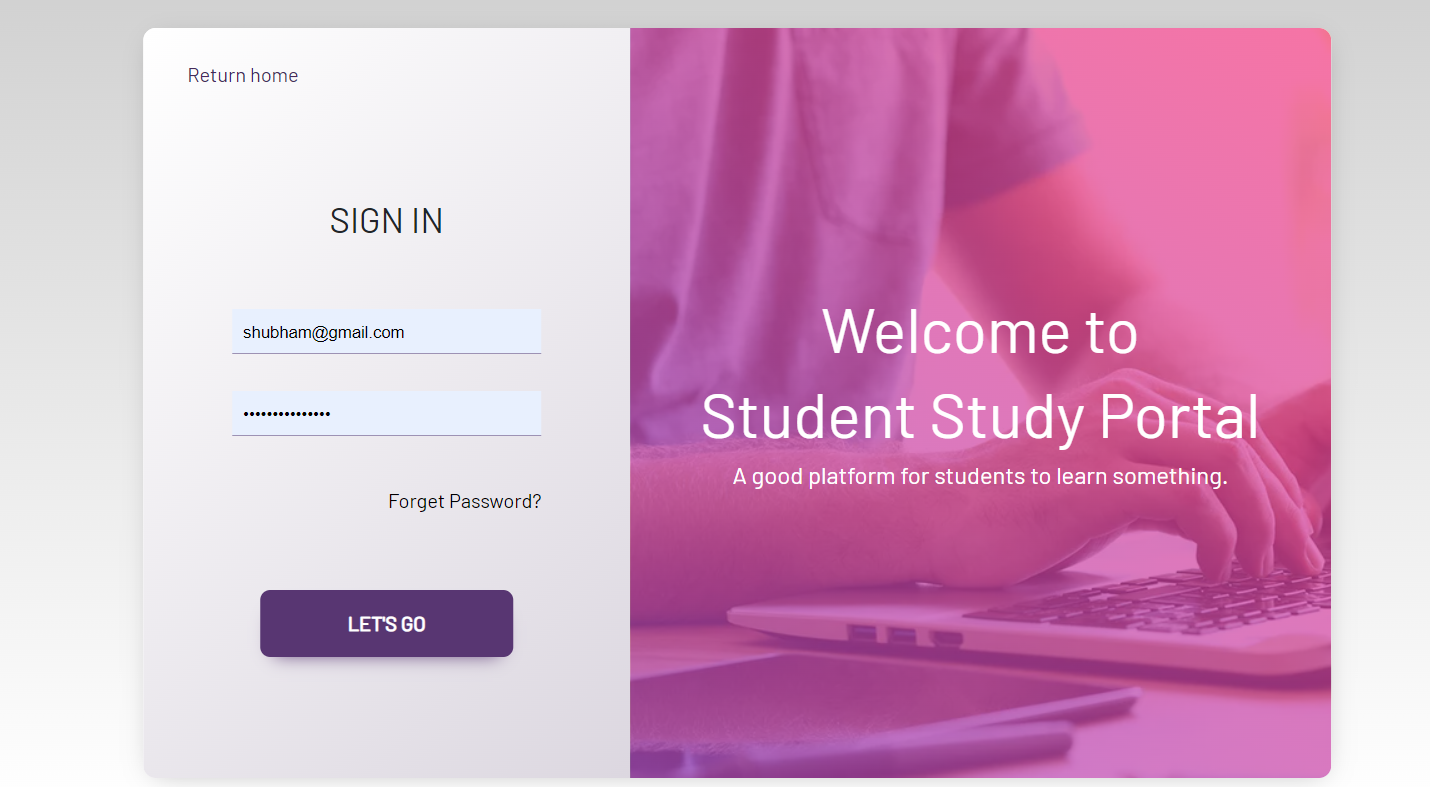 Return home
SIGN IN
shubham@gmail.com
•••••••••••••••
Forget Password?
LET'S GO
Welcome to
Student Study Portal
A good platform for students to learn something.